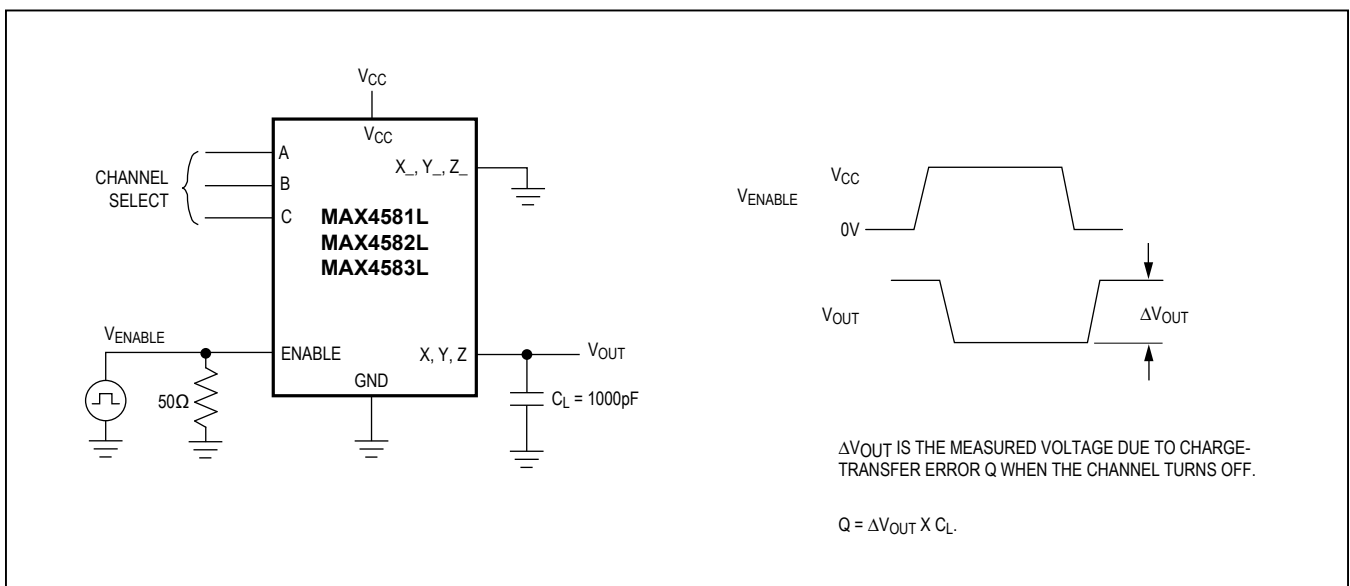 VCC
VCC
A
B
C
CHANNEL
SELECT
X_, Y_, Z_
MAX4581L
MAX4582L
MAX4583L
VENABLE
ENABLE
50Ω
GND
X, Y, Z
VOUT
CL = 1000pF
VENABLE
VCC
0V
VOUT
ΔVOUT
ΔVOUT IS THE MEASURED VOLTAGE DUE TO CHARGE-
TRANSFER ERROR Q WHEN THE CHANNEL TURNS OFF.
Q = ΔVOUT X CL.